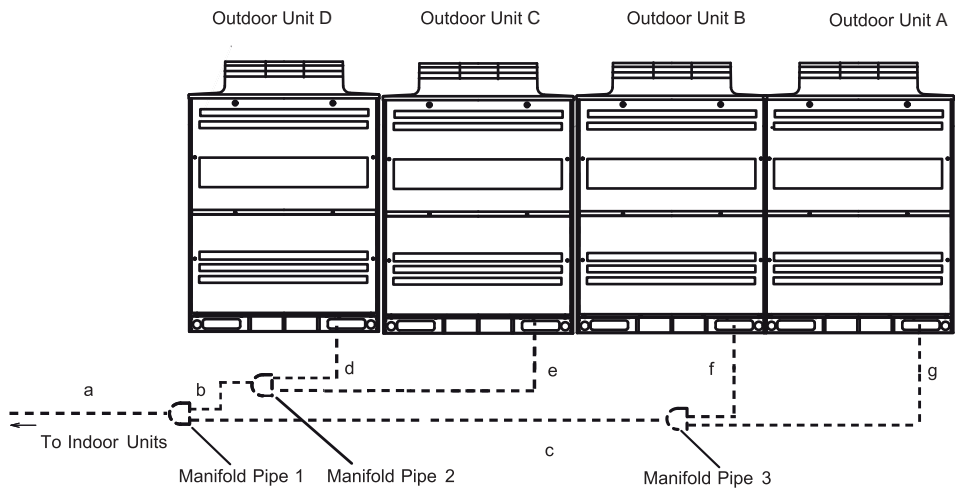 Outdoor Unit D
Outdoor Unit C
Outdoor Unit B
Outdoor Unit A
d
e
f
g
a
b
To Indoor Units
c
Manifold Pipe 1
Manifold Pipe 2
Manifold Pipe 3